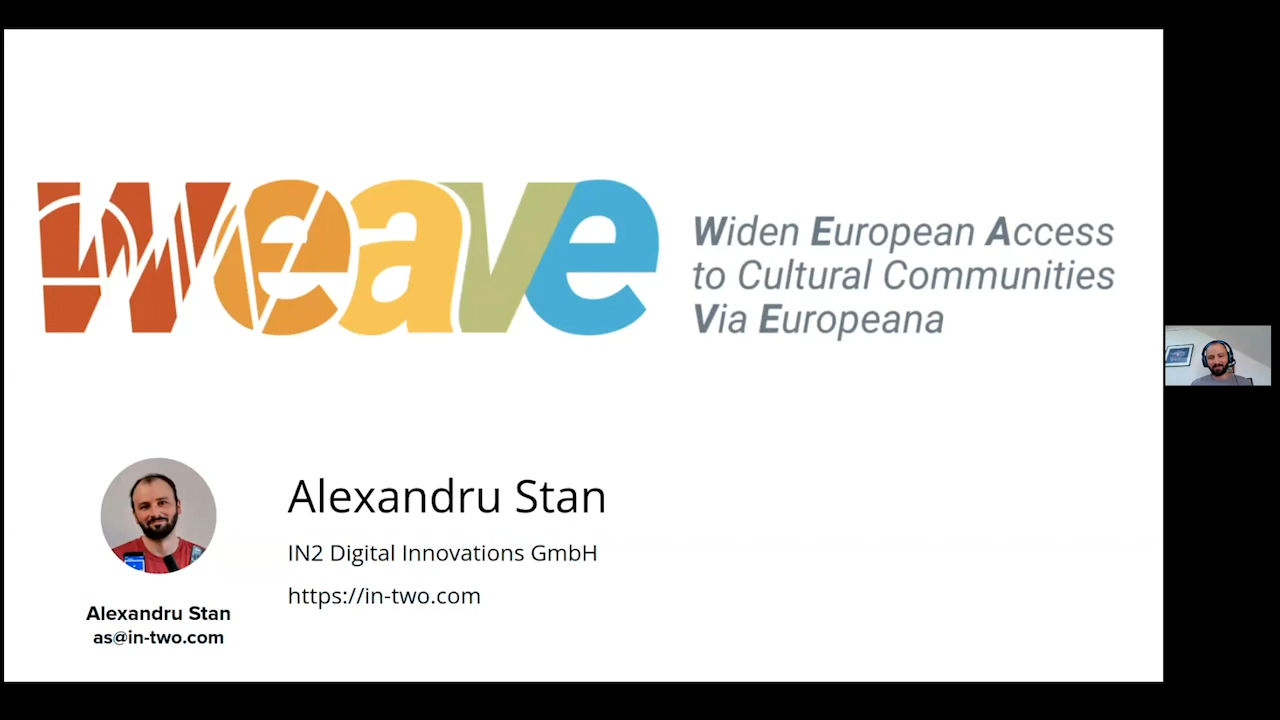 weave
Widen European Access
to Cultural Communities
Via Europeana
Alexandru Stan
IN2 Digital Innovations GmbH
https://in-two.com
Alexandru Stan
as@in-two.com